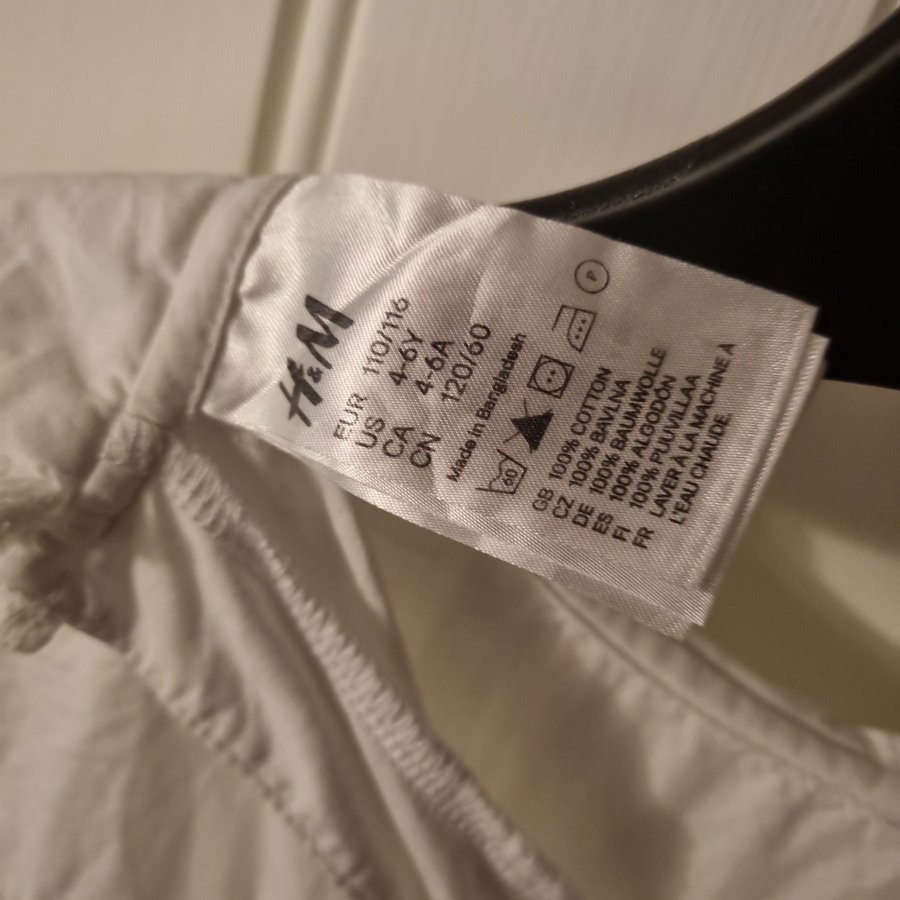 H&M
EUR 110/116
US 4-6Y
CA 4-6A
CN 120/60
Made in Bangladesh
60
P
GB 100% COTTON
CZ 100% BAVLNA
DE 100% BAUMWOLLE
ES 100% ALGODÓN
FI 100% PUUVILLAA
FR LAVER À LA MACHINE À
L'EAU CHAUDE.